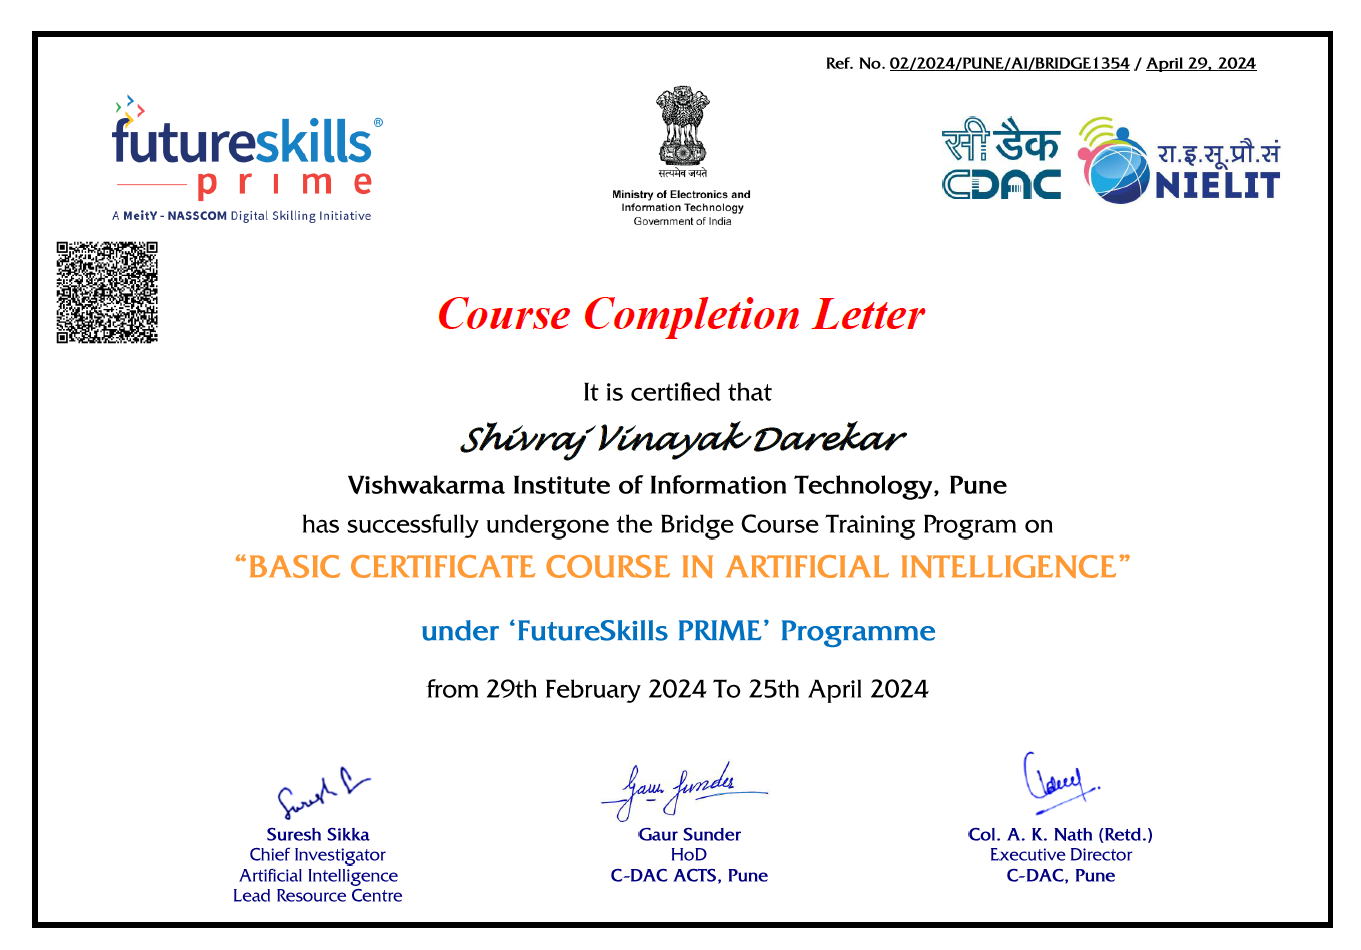 Ref. No. 02/2024/PUNE/AI/BRIDGE1354 / April 29, 2024
futureskills®
prime
A MeitY - NASSCOM Digital Skilling Initiative
सत्यमेव जयते
Ministry of Electronics and
Information Technology
Government of India
सी डैक
CDAC
रा.इ.सू.प्रौ.सं
NIELIT
Course Completion Letter
It is certified that
Shivraj Vinayak Darekar
Vishwakarma Institute of Information Technology, Pune
has successfully undergone the Bridge Course Training Program on
“BASIC CERTIFICATE COURSE IN ARTIFICIAL INTELLIGENCE”
under ‘FutureSkills PRIME’ Programme
from 29th February 2024 To 25th April 2024
Suresh S
Gaur Sunder
Suresh Sikka
Chief Investigator
Artificial Intelligence
Lead Resource Centre
Gaur Sunder
HoD
C-DAC ACTS, Pune
Col. A. K. Nath (Retd.)
Executive Director
C-DAC, Pune